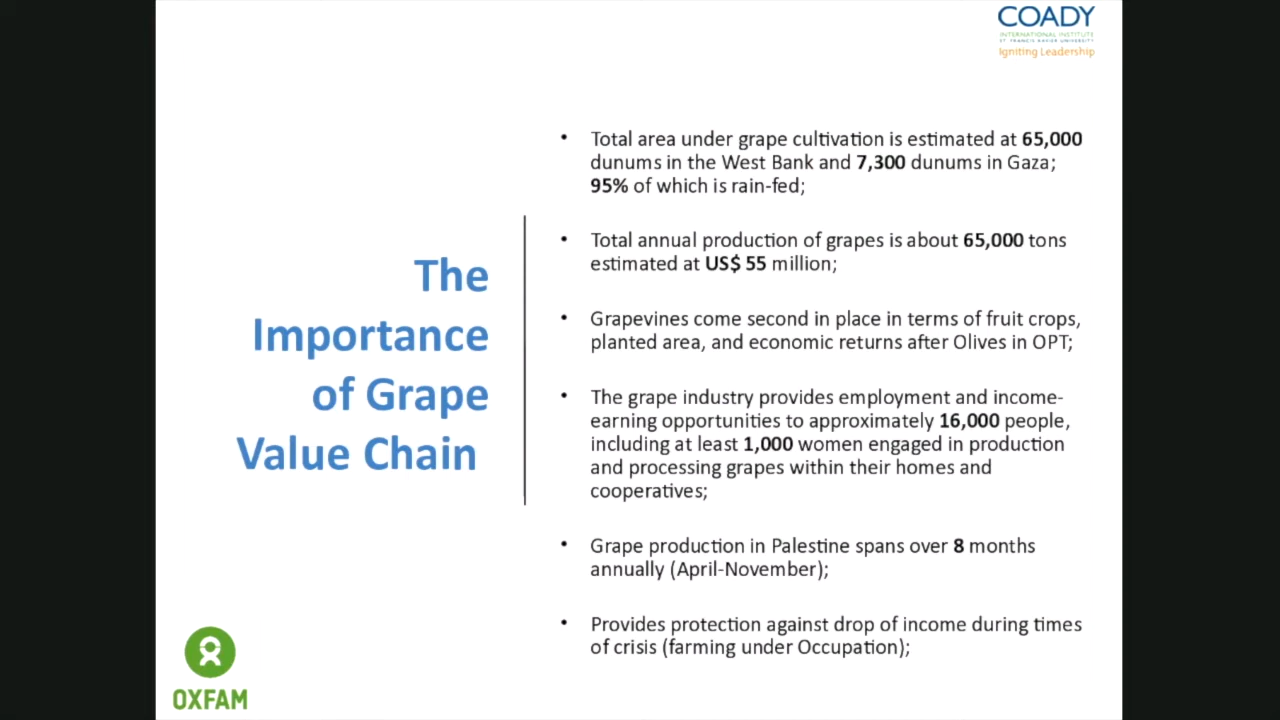 COADY
INTERNATIONAL INSTITUTE
ST. FRANCIS XAVIER UNIVERSITY
Igniting Leadership
The
Importance
of Grape
Value Chain
• Total area under grape cultivation is estimated at 65,000
dunums in the West Bank and 7,300 dunums in Gaza;
95% of which is rain-fed;
• Total annual production of grapes is about 65,000 tons
estimated at US$ 55 million;
• Grapevines come second in place in terms of fruit crops,
planted area, and economic returns after Olives in OPT;
• The grape industry provides employment and income-
earning opportunities to approximately 16,000 people,
including at least 1,000 women engaged in production
and processing grapes within their homes and
cooperatives;
• Grape production in Palestine spans over 8 months
annually (April-November);
• Provides protection against drop of income during times
of crisis (farming under Occupation);
OXFAM